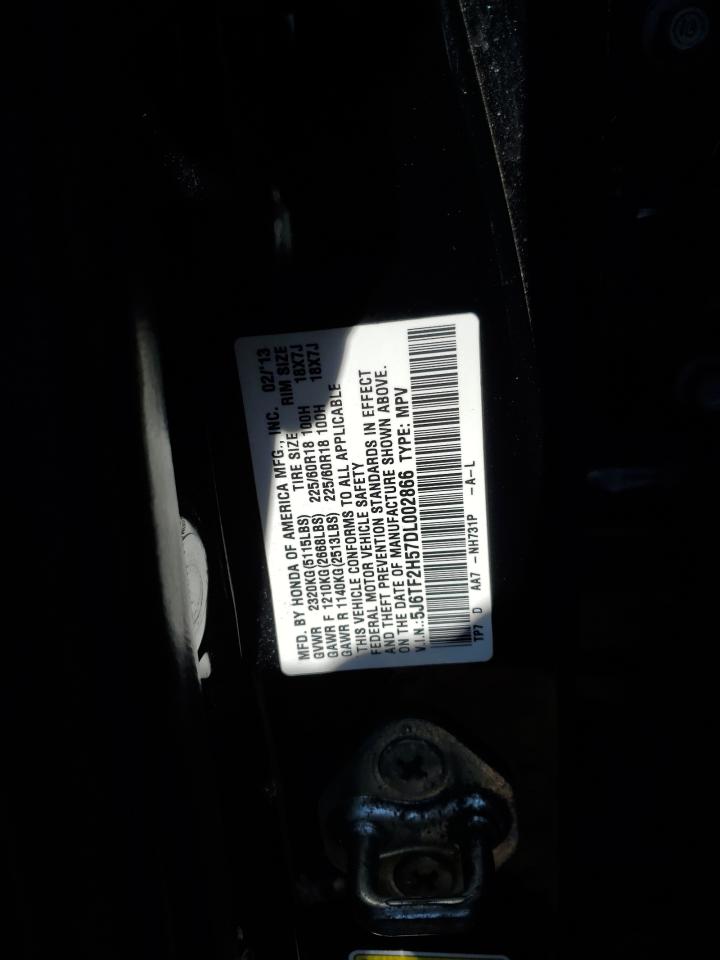 MFD. BY HONDA OF AMERICA MFG., INC. 02/'13
TIRE SIZE RIM SIZE
GVWR 2320KG(5115LBS) 225/60R18 100H 18X7J
GAWR F 1210KG(2668LBS) 225/60R18 100H 18X7J
GAWR R 1140KG(2513LBS)
THIS VEHICLE CONFORMS TO ALL APPLICABLE
FEDERAL MOTOR VEHICLE SAFETY
AND THEFT PREVENTION STANDARDS IN EFFECT
ON THE DATE OF MANUFACTURE SHOWN ABOVE.
V.I.N.:5J6TF2H57DL002866 TYPE: MPV
TP7 D AA7 - NH731P -A-L